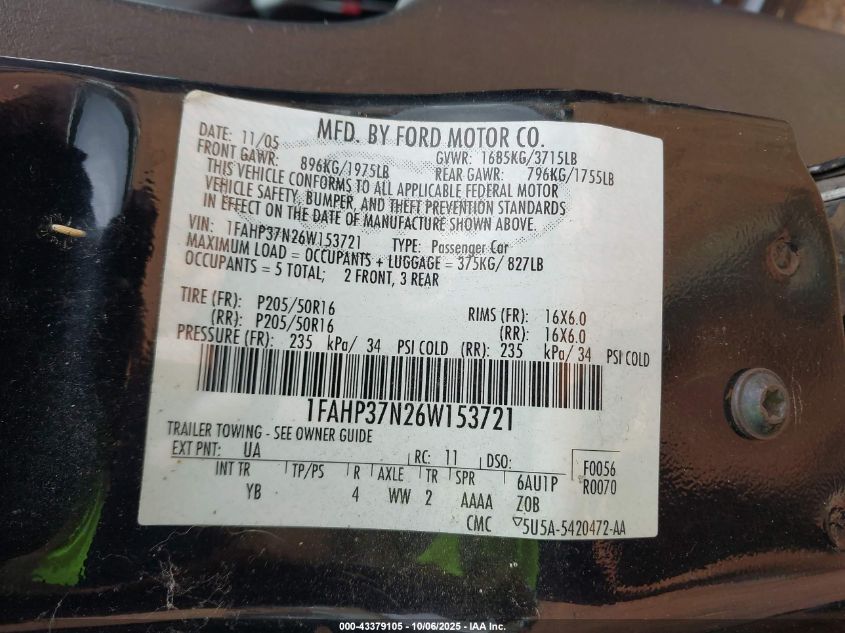 MFD. BY FORD MOTOR CO.
DATE: 11/05 GVWR: 1685KG/3715LB
FRONT GAWR: 896KG/1975LB REAR GAWR: 796KG/1755LB
THIS VEHICLE CONFORMS TO ALL APPLICABLE FEDERAL MOTOR
VEHICLE SAFETY, BUMPER, AND THEFT PREVENTION STANDARDS
IN EFFECT ON THE DATE OF MANUFACTURE SHOWN ABOVE.
VIN: 1FAHP37N26W153721 TYPE: Passenger Car
MAXIMUM LOAD = OCCUPANTS + LUGGAGE = 375KG/ 827LB
OCCUPANTS = 5 TOTAL; 2 FRONT, 3 REAR
TIRE (FR): P205/50R16 RIMS (FR): 16X6.0
(RR): P205/50R16 (RR): 16X6.0
PRESSURE (FR): 235 kPa/ 34 PSI COLD (RR): 235 kPa/ 34 PSI COLD
1FAHP37N26W153721
TRAILER TOWING - SEE OWNER GUIDE
EXT PNT: UA RC: 11 DSO: F0056
INT TR TP/PS R AXLE TR SPR 6AU1P R0070
YB 4 WW 2 AAAA ZOB
CMC ▽5U5A-5420472-AA
000-43379105 - 10/06/2025 - IAA Inc.